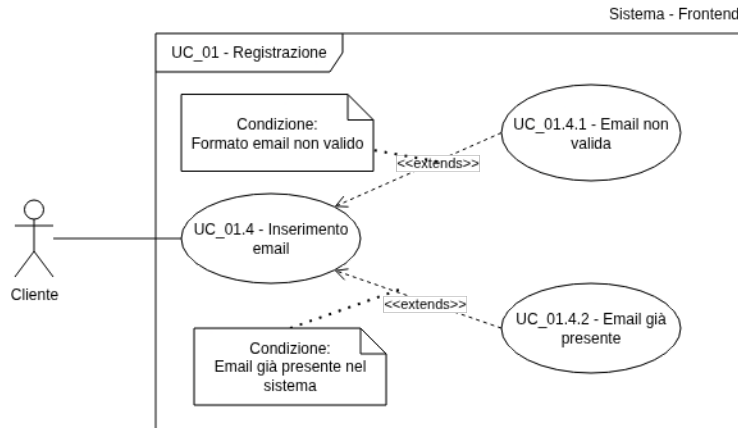 Sistema - Frontend
UC_01 - Registrazione
Condizione:
Formato email non valido
UC_01.4.1 - Email non
valida
<<extends>>
UC_01.4 - Inserimento
email
Cliente
<<extends>>
UC_01.4.2 - Email già
presente
Condizione:
Email già presente nel
sistema